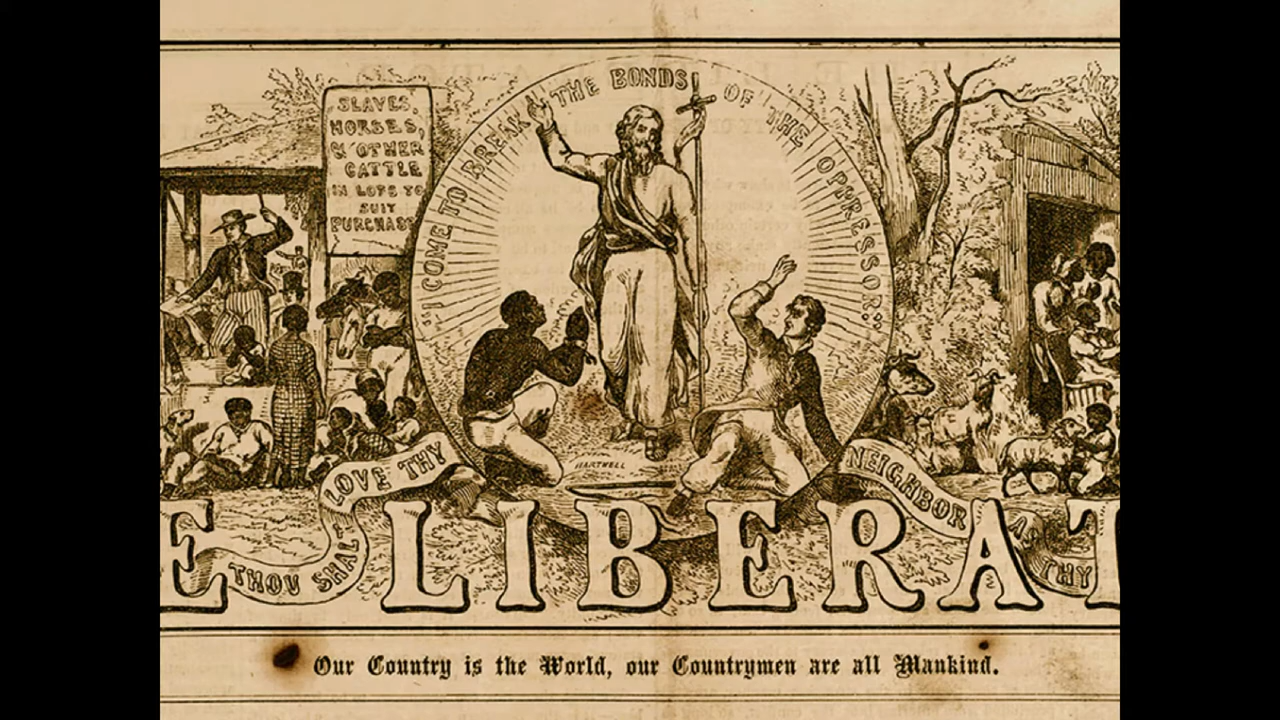 SLAVES,
HORSES,
& OTHER
CATTLE
IN LOTS TO
SUIT
PURCHASE
"I COME TO BREAK THE BONDS OF THE OPPRESSOR."
HARTWELL
THOU SHALT LOVE THY NEIGHBOR AS THY
E LIBERAT
Our Country is the World, our Countrymen are all Mankind.